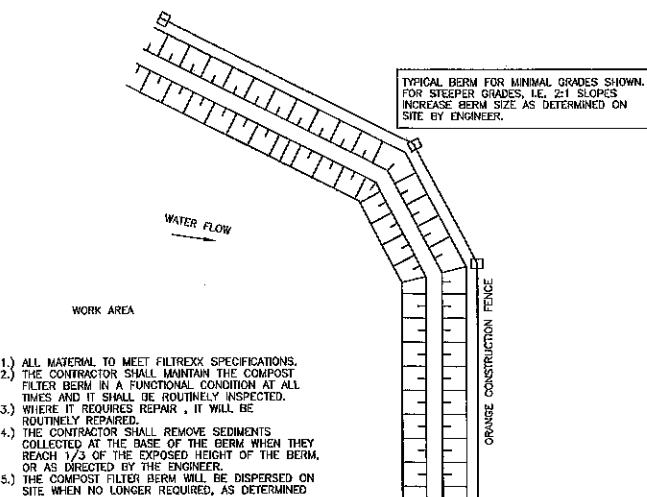 TYPICAL BERM FOR MINIMAL GRADES SHOWN.
FOR STEEPER GRADES, I.E. 2:1 SLOPES
INCREASE BERM SIZE AS DETERMINED ON
SITE BY ENGINEER.
WATER FLOW
WORK AREA
ORANGE CONSTRUCTION FENCE
1.) ALL MATERIAL TO MEET FILTREXX SPECIFICATIONS.
2.) THE CONTRACTOR SHALL MAINTAIN THE COMPOST
FILTER BERM IN A FUNCTIONAL CONDITION AT ALL
TIMES AND IT SHALL BE ROUTINELY INSPECTED.
3.) WHERE IT REQUIRES REPAIR , IT WILL BE
ROUTINELY REPAIRED.
4.) THE CONTRACTOR SHALL REMOVE SEDIMENTS
COLLECTED AT THE BASE OF THE BERM WHEN THEY
REACH 1/3 OF THE EXPOSED HEIGHT OF THE BERM,
OR AS DIRECTED BY THE ENGINEER.
5.) THE COMPOST FILTER BERM WILL BE DISPERSED ON
SITE WHEN NO LONGER REQUIRED, AS DETERMINED